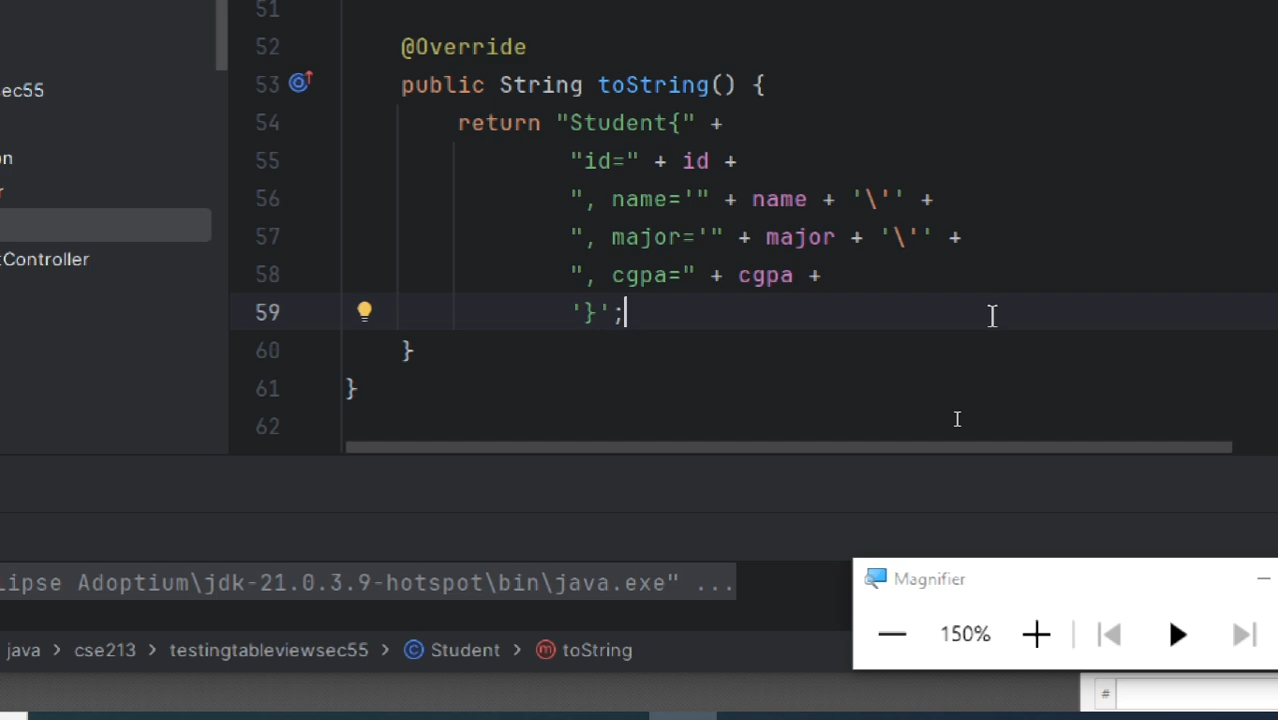 51
52 @Override
ec55
53 public String toString() {
54 return "Student{" +
55 "id=" + id +
n
56 ", name='" + name + '\'' +
r
57 ", major='" + major + '\'' +
Controller
58 ", cgpa=" + cgpa +
59 '}';
60 }
61 }
62
lipse Adoptium\jdk-21.0.3.9-hotspot\bin\java.exe" ...
Magnifier
150%
java > cse213 > testingtableviewsec55 > Student > toString
#